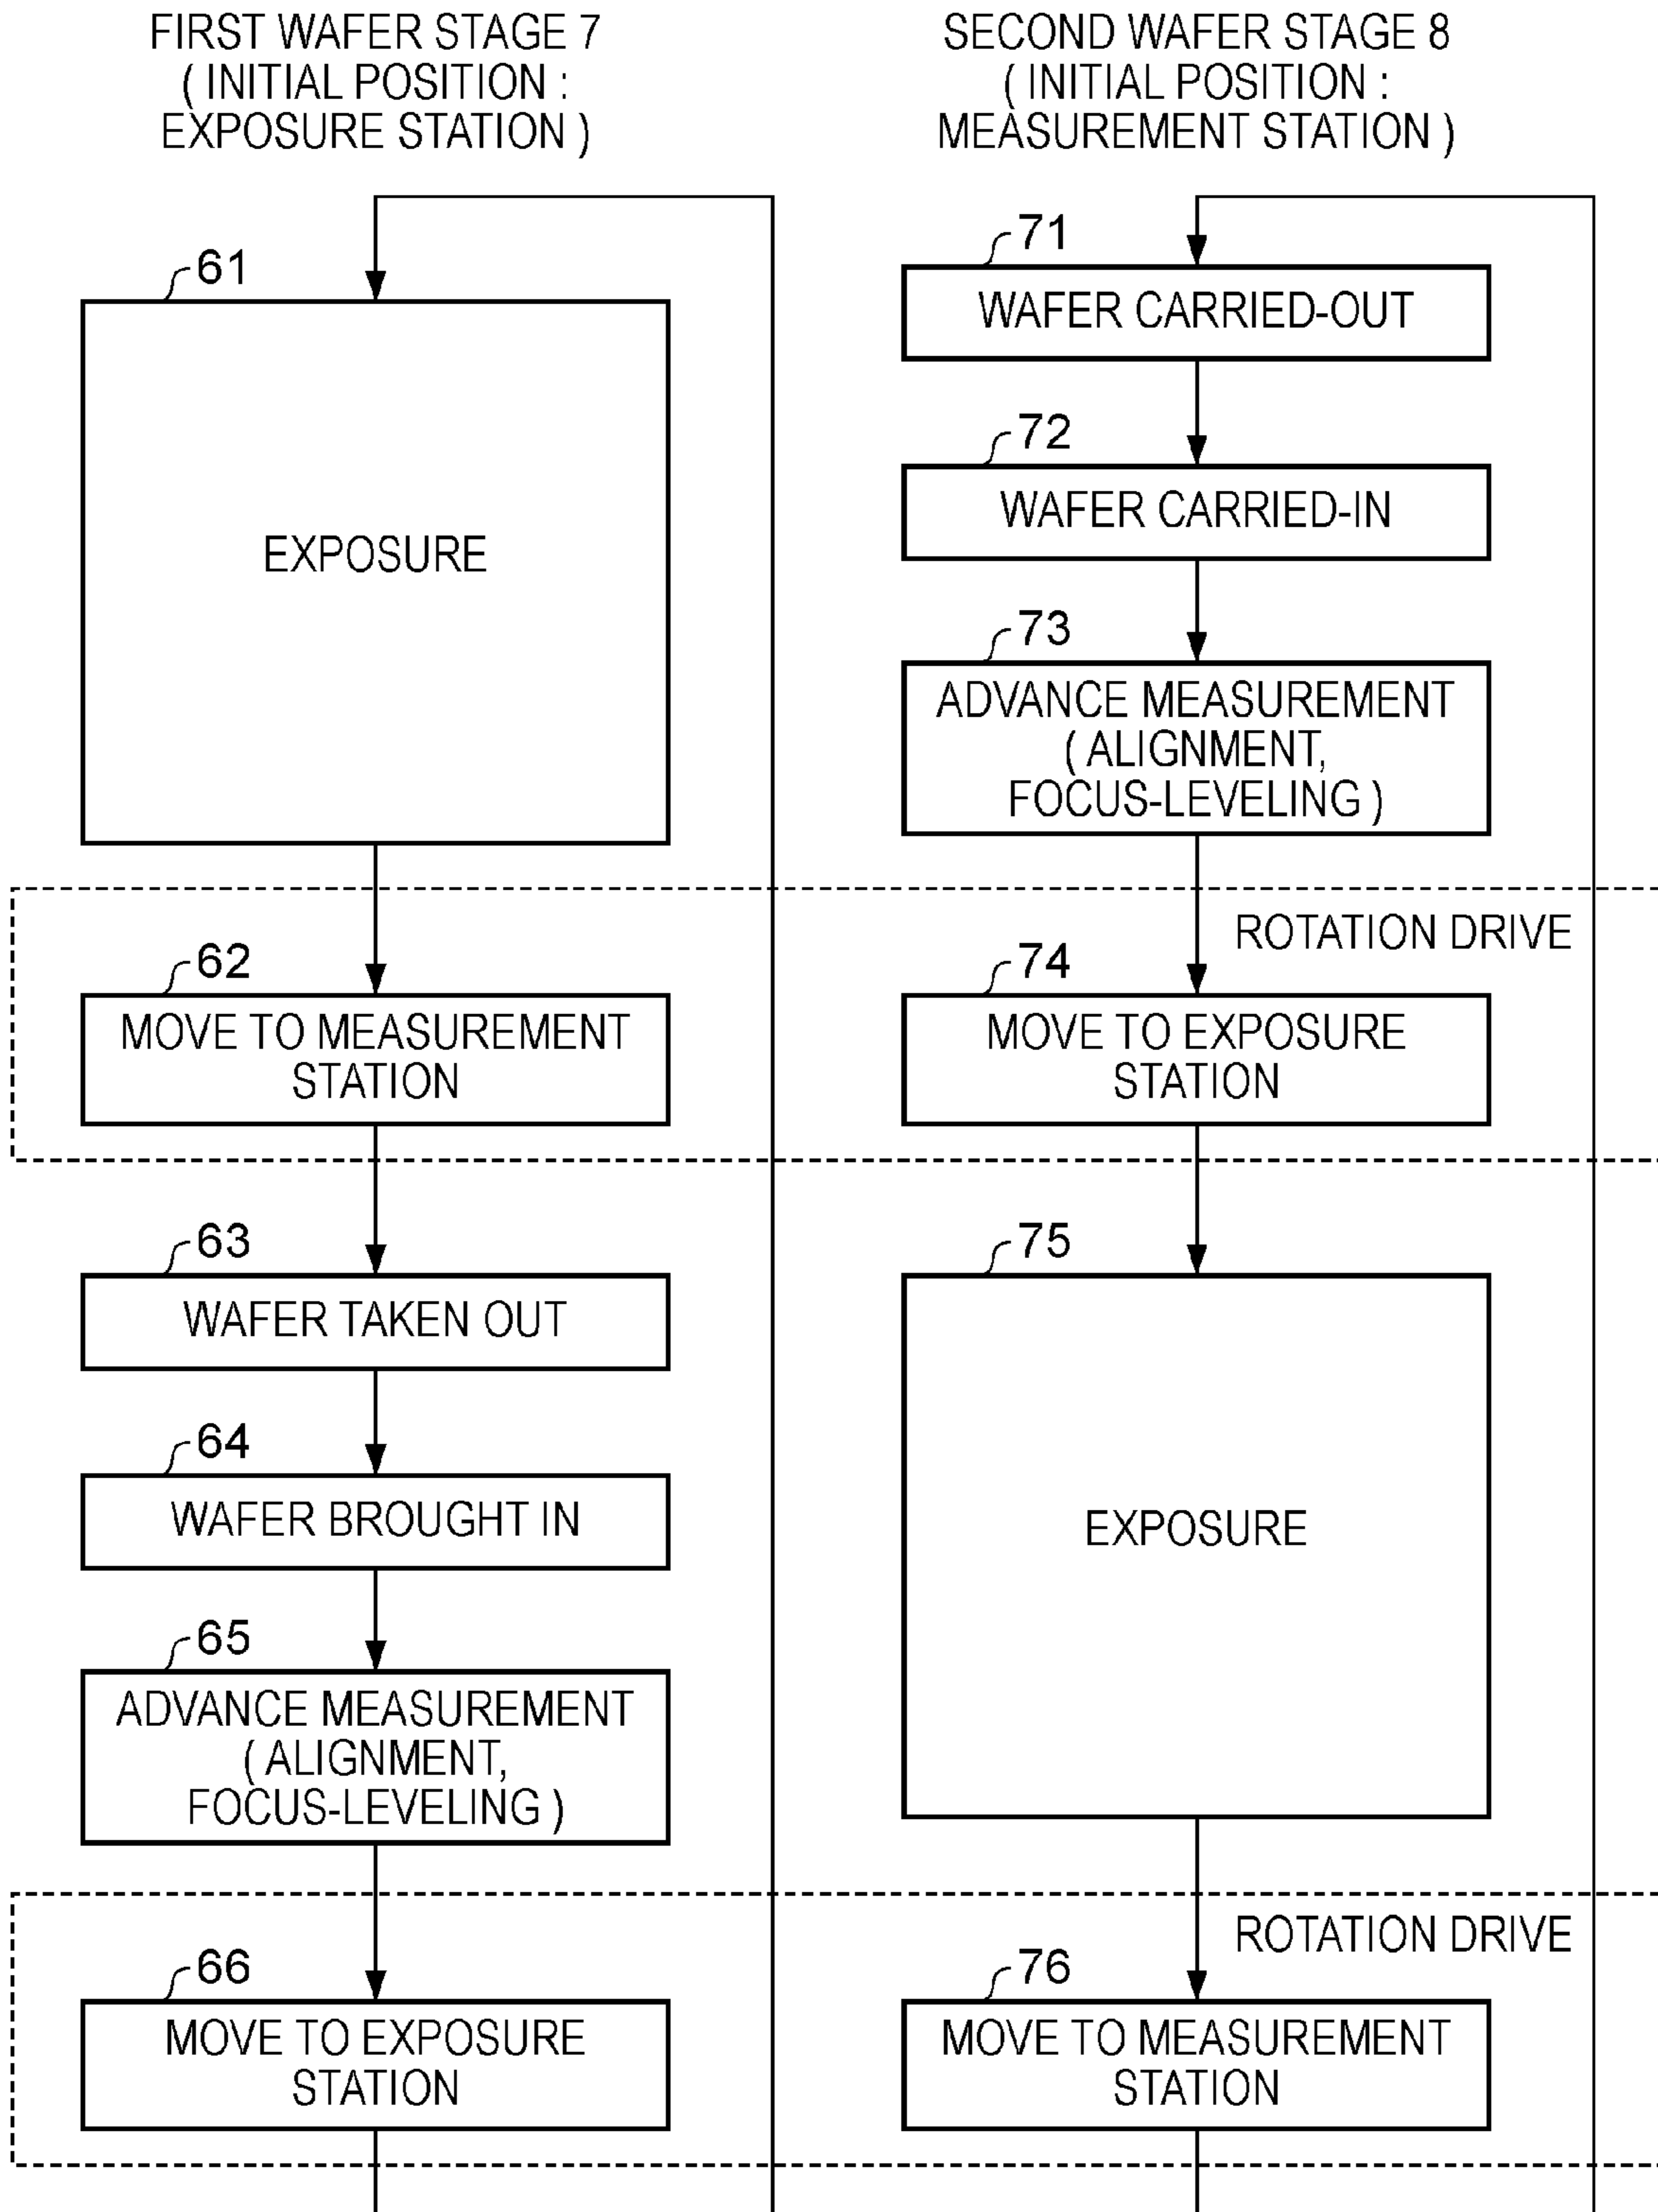 FIRST WAFER STAGE 7
( INITIAL POSITION :
EXPOSURE STATION )
61
EXPOSURE
62
MOVE TO MEASUREMENT
STATION
63
WAFER TAKEN OUT
64
WAFER BROUGHT IN
65
ADVANCE MEASUREMENT
( ALIGNMENT,
FOCUS-LEVELING )
66
MOVE TO EXPOSURE
STATION
SECOND WAFER STAGE 8
( INITIAL POSITION :
MEASUREMENT STATION )
71
WAFER CARRIED-OUT
72
WAFER CARRIED-IN
73
ADVANCE MEASUREMENT
( ALIGNMENT,
FOCUS-LEVELING )
ROTATION DRIVE
74
MOVE TO EXPOSURE
STATION
75
EXPOSURE
ROTATION DRIVE
76
MOVE TO MEASUREMENT
STATION